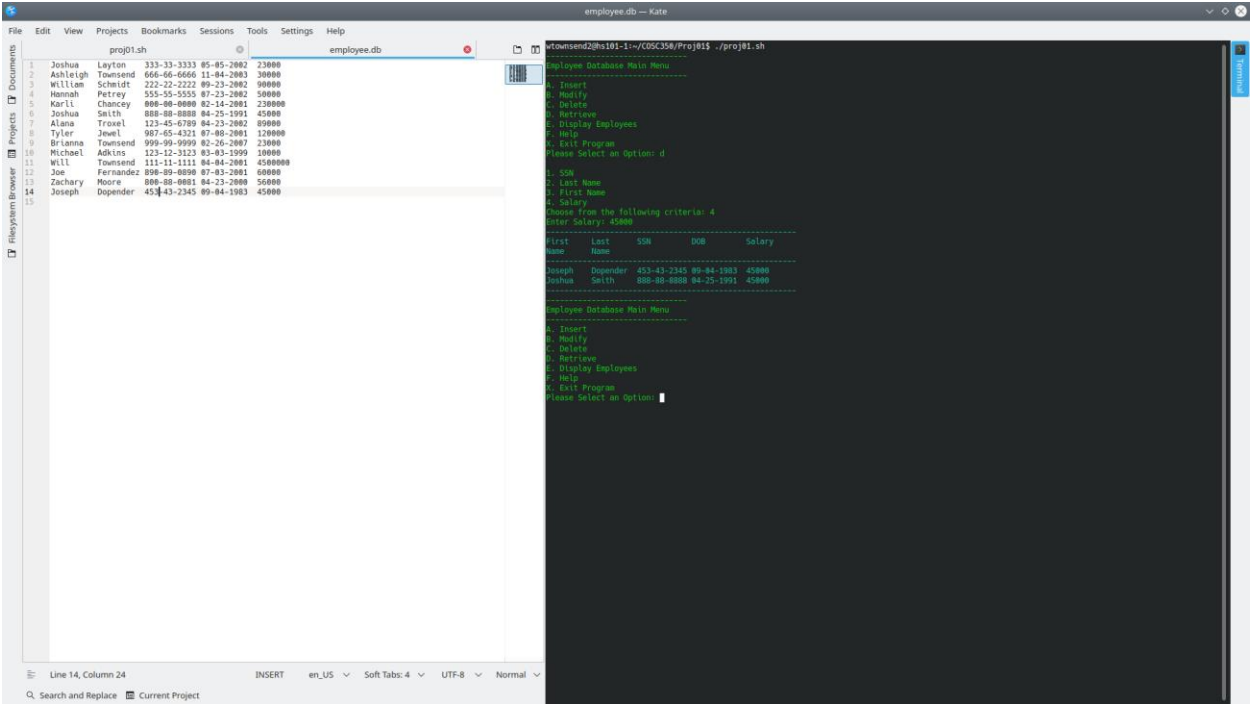 employee.db — Kate
File Edit View Projects Bookmarks Sessions Tools Settings Help
proj01.sh
employee.db
Documents
Projects
Filesystem Browser
1 Joshua Layton 333-33-3333 05-05-2002 23000
2 Ashleigh Townsend 666-66-6666 11-04-2003 30000
3 William Schmidt 222-22-2222 09-23-2002 90000
4 Hannah Petrey 555-55-5555 07-23-2002 50000
5 Karli Chancey 000-00-0000 02-14-2001 230000
6 Joshua Smith 888-88-8888 04-25-1991 45000
7 Alana Troxel 123-45-6789 04-23-2002 89000
8 Tyler Jewel 987-65-4321 07-08-2001 120000
9 Brianna Townsend 999-99-9999 02-26-2007 23000
10 Michael Adkins 123-12-3123 03-03-1999 10000
11 Will Townsend 111-11-1111 04-04-2001 4500000
12 Joe Fernandez 890-89-0890 07-03-2001 60000
13 Zachary Moore 800-88-0081 04-23-2000 56000
14 Joseph Dopender 453-43-2345 09-04-1983 45000
15
Line 14, Column 24 INSERT en_US Soft Tabs: 4 UTF-8 Normal
Search and Replace Current Project
wtownsend2@hs101-1:~/COSC350/Proj01$ ./proj01.sh
-------------------------------
Employee Database Main Menu
-------------------------------
A. Insert
B. Modify
C. Delete
D. Retrieve
E. Display Employees
F. Help
X. Exit Program
Please Select an Option: d
1. SSN
2. Last Name
3. First Name
4. Salary
Choose from the following criteria: 4
Enter Salary: 45000
-------------------------------------------------------
First Last SSN DOB Salary
Name Name
-------------------------------------------------------
Joseph Dopender 453-43-2345 09-04-1983 45000
Joshua Smith 888-88-8888 04-25-1991 45000
-------------------------------------------------------
-------------------------------
Employee Database Main Menu
-------------------------------
A. Insert
B. Modify
C. Delete
D. Retrieve
E. Display Employees
F. Help
X. Exit Program
Please Select an Option:
Terminal